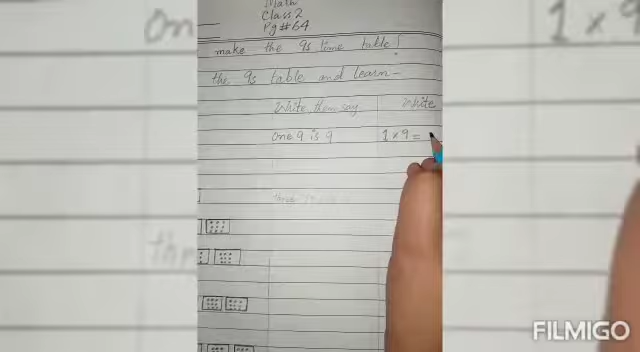 Math
Class 2
Pg # 64
make the 9s time table!
the 9s table and learn-
Write them say
Write
one 9 is 9
1 x 9 =
FILMIGO